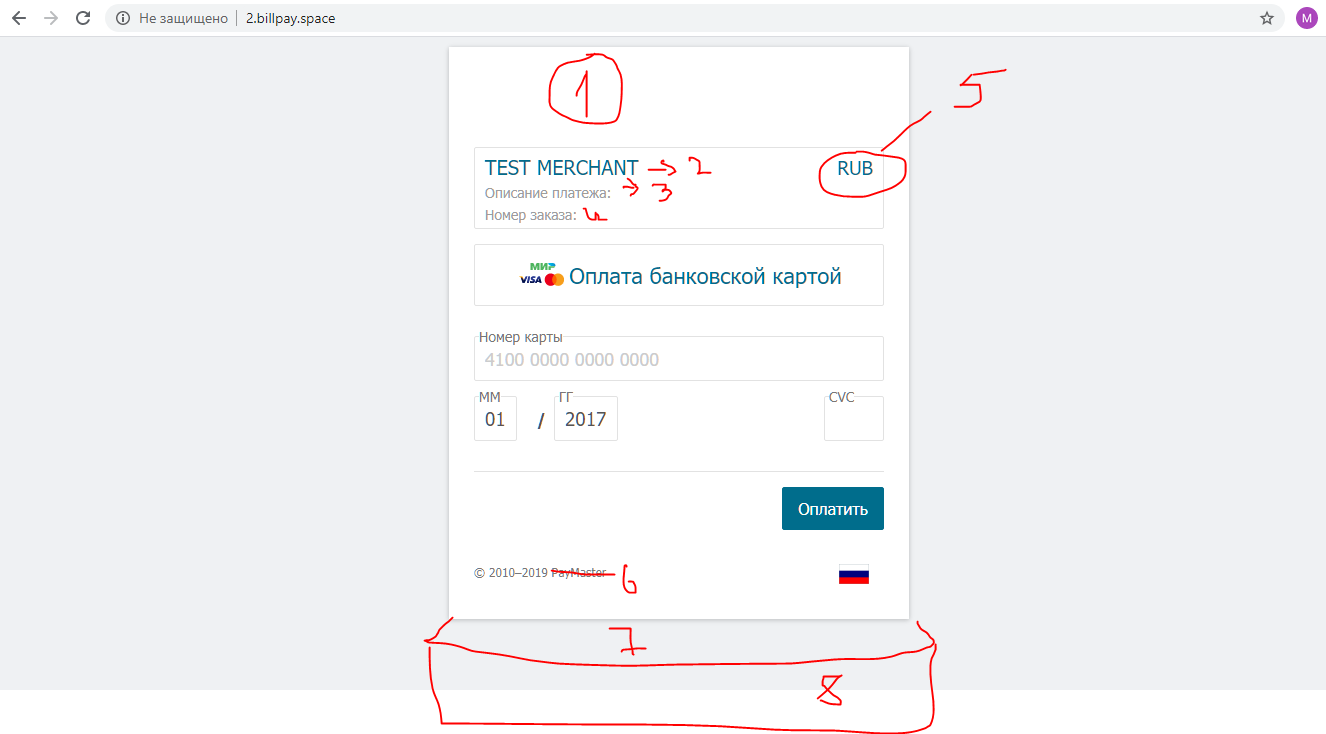 Не защищено 2.billpay.space M
1
5
TEST MERCHANT 2 RUB
Описание платежа: 3
Номер заказа: 4
МИР
VISA Оплата банковской картой
Номер карты
4100 0000 0000 0000
ММ ГГ CVC
01 / 2017
Оплатить
© 2010–2019 PayMaster 6
7
8